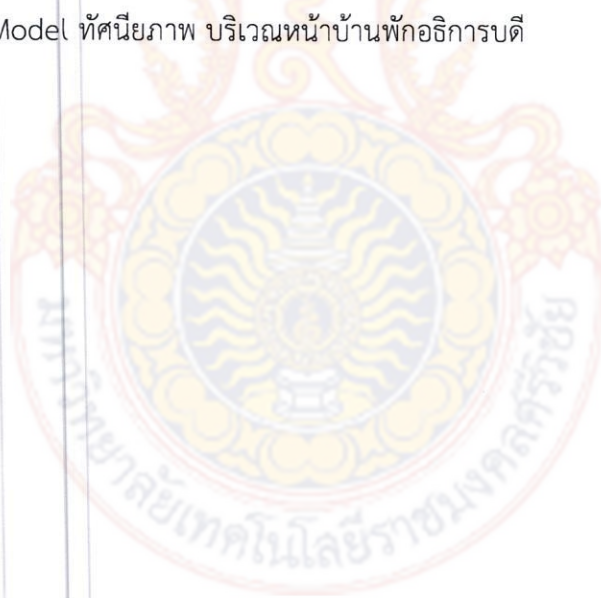 Model ทัศนียภาพ บริเวณหน้าบ้านพักอธิการบดี
มหาวิทยาลัยเทคโนโลยีราชมงคลศรีวิชัย